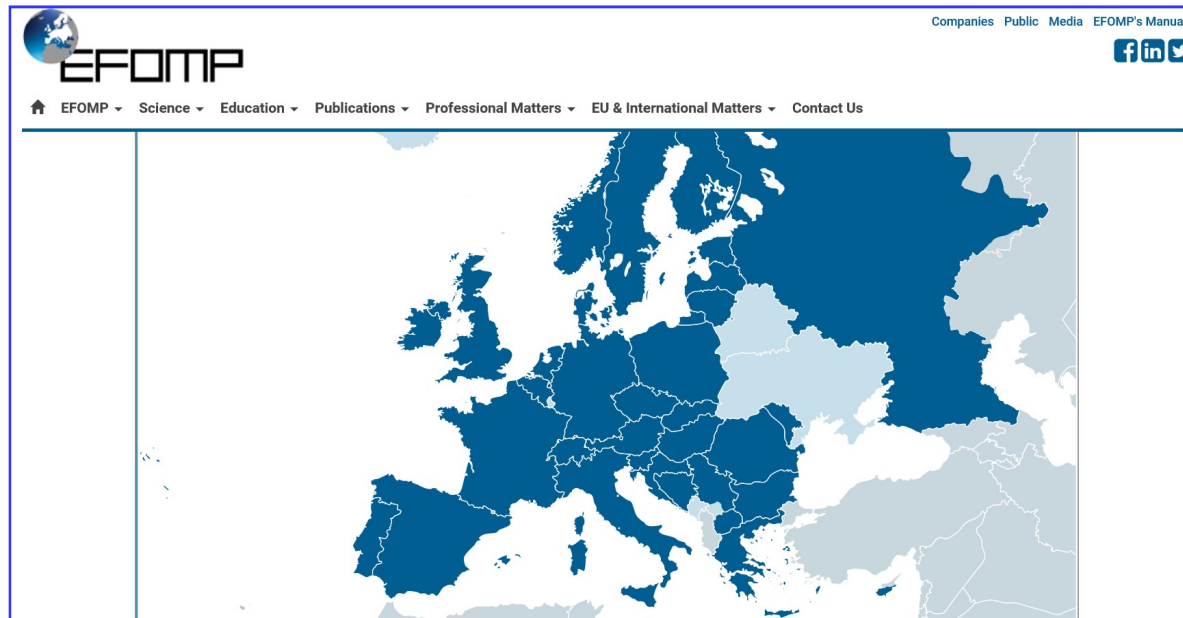 Companies Public Media EFOMP's Manua
EFOMP
EFOMP Science Education Publications Professional Matters EU & International Matters Contact Us